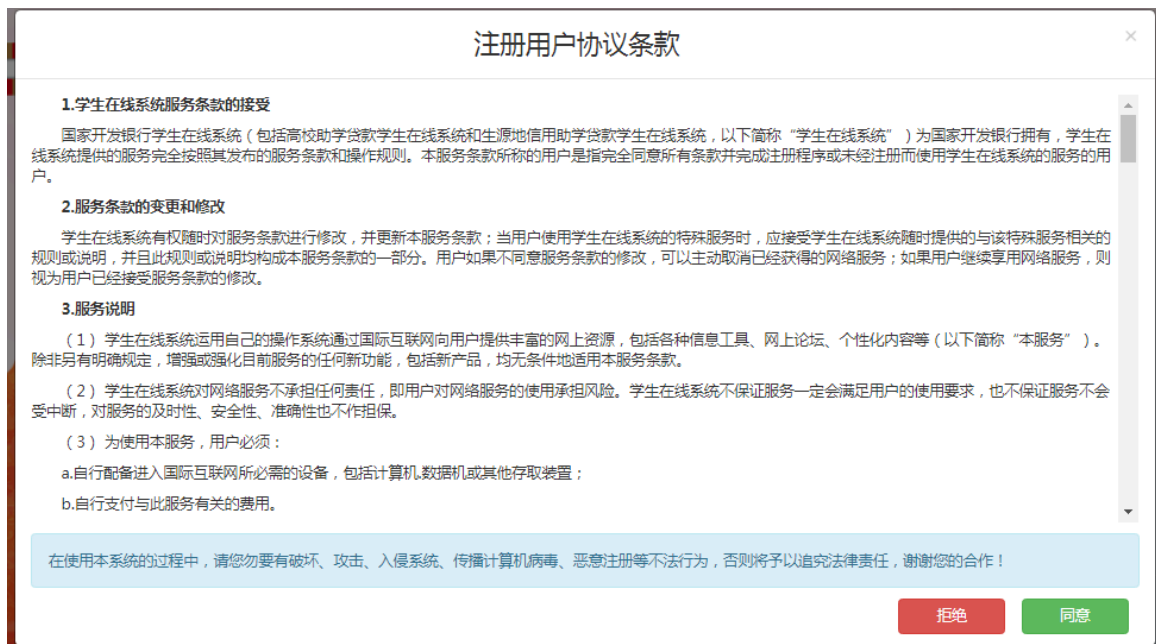 注册用户协议条款
×
1.学生在线系统服务条款的接受
国家开发银行学生在线系统（包括高校助学贷款学生在线系统和生源地信用助学贷款学生在线系统，以下简称“学生在线系统”）为国家开发银行拥有，学生在
线系统提供的服务完全按照其发布的服务条款和操作规则。本服务条款所称的用户是指完全同意所有条款并完成注册程序或未经注册而使用学生在线系统的服务的用
户。
2.服务条款的变更和修改
学生在线系统有权随时对服务条款进行修改，并更新本服务条款；当用户使用学生在线系统的特殊服务时，应接受学生在线系统随时提供的与该特殊服务相关的
规则或说明，并且此规则或说明均构成本服务条款的一部分。用户如果不同意服务条款的修改，可以主动取消已经获得的网络服务；如果用户继续享用网络服务，则
视为用户已经接受服务条款的修改。
3.服务说明
（1）学生在线系统运用自己的操作系统通过国际互联网向用户提供丰富的网上资源，包括各种信息工具、网上论坛、个性化内容等（以下简称“本服务”）。
除非另有明确规定，增强或强化目前服务的任何新功能，包括新产品，均无条件地适用本服务条款。
（2）学生在线系统对网络服务不承担任何责任，即用户对网络服务的使用承担风险。学生在线系统不保证服务一定会满足用户的使用要求，也不保证服务不会
受中断，对服务的及时性、安全性、准确性也不作担保。
（3）为使用本服务，用户必须：
a.自行配备进入国际互联网所必需的设备，包括计算机.数据机或其他存取装置；
b.自行支付与此服务有关的费用。
在使用本系统的过程中，请您勿要有破坏、攻击、入侵系统、传播计算机病毒、恶意注册等不法行为，否则将予以追究法律责任，谢谢您的合作！
拒绝 同意